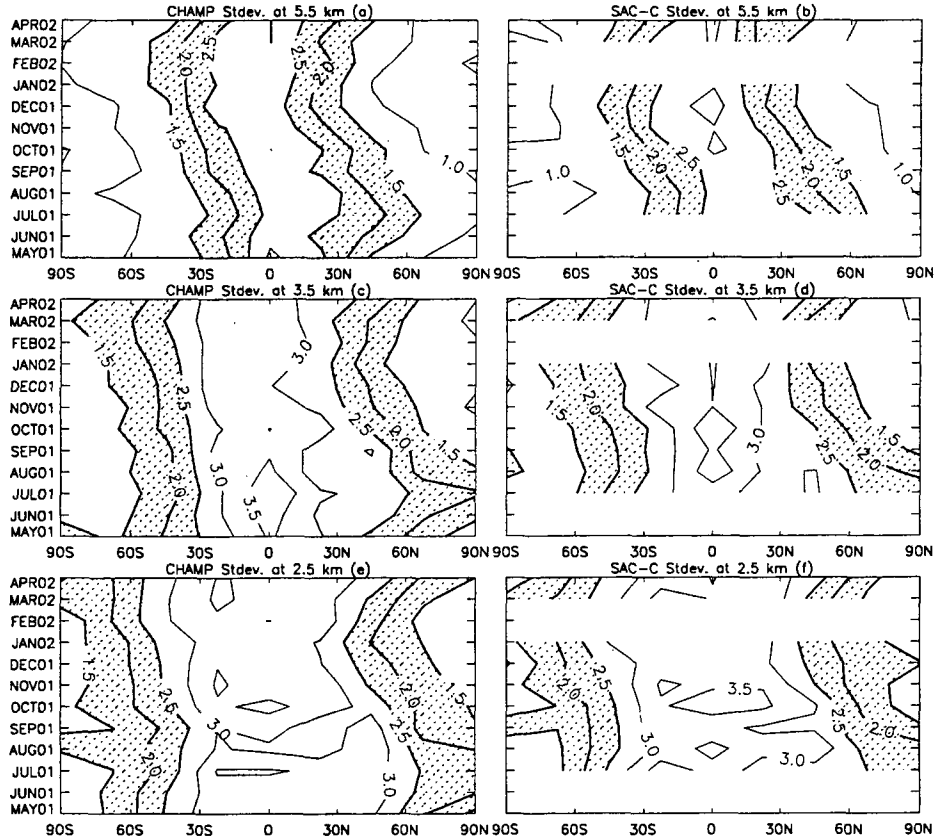 CHAMP Stdev. at 5.5 km (a)
APR02
MAR02
FEB02
JAN02
DEC01
NOV01
OCT01
SEP01
AUG01
JUL01
JUN01
MAY01
1.5
2.0
2.5
2.5
2.0
1.5
1.0
90S 60S 30S 0 30N 60N 90N
SAC-C Stdev. at 5.5 km (b)
1.0
1.5
2.0
2.5
2.5
2.0
1.5
1.0
90S 60S 30S 0 30N 60N 90N
CHAMP Stdev. at 3.5 km (c)
APR02
MAR02
FEB02
JAN02
DEC01
NOV01
OCT01
SEP01
AUG01
JUL01
JUN01
MAY01
1.5
2.0
2.5
3.0
3.5
3.0
2.5
2.0
1.5
90S 60S 30S 0 30N 60N 90N
SAC-C Stdev. at 3.5 km (d)
1.5
2.0
2.5
3.0
2.5
2.0
1.5
90S 60S 30S 0 30N 60N 90N
CHAMP Stdev. at 2.5 km (e)
APR02
MAR02
FEB02
JAN02
DEC01
NOV01
OCT01
SEP01
AUG01
JUL01
JUN01
MAY01
1.5
2.0
2.5
3.0
3.0
2.5
2.0
1.5
90S 60S 30S 0 30N 60N 90N
SAC-C Stdev. at 2.5 km (f)
1.5
2.0
2.5
3.0
3.5
3.0
2.5
2.0
1.5
90S 60S 30S 0 30N 60N 90N